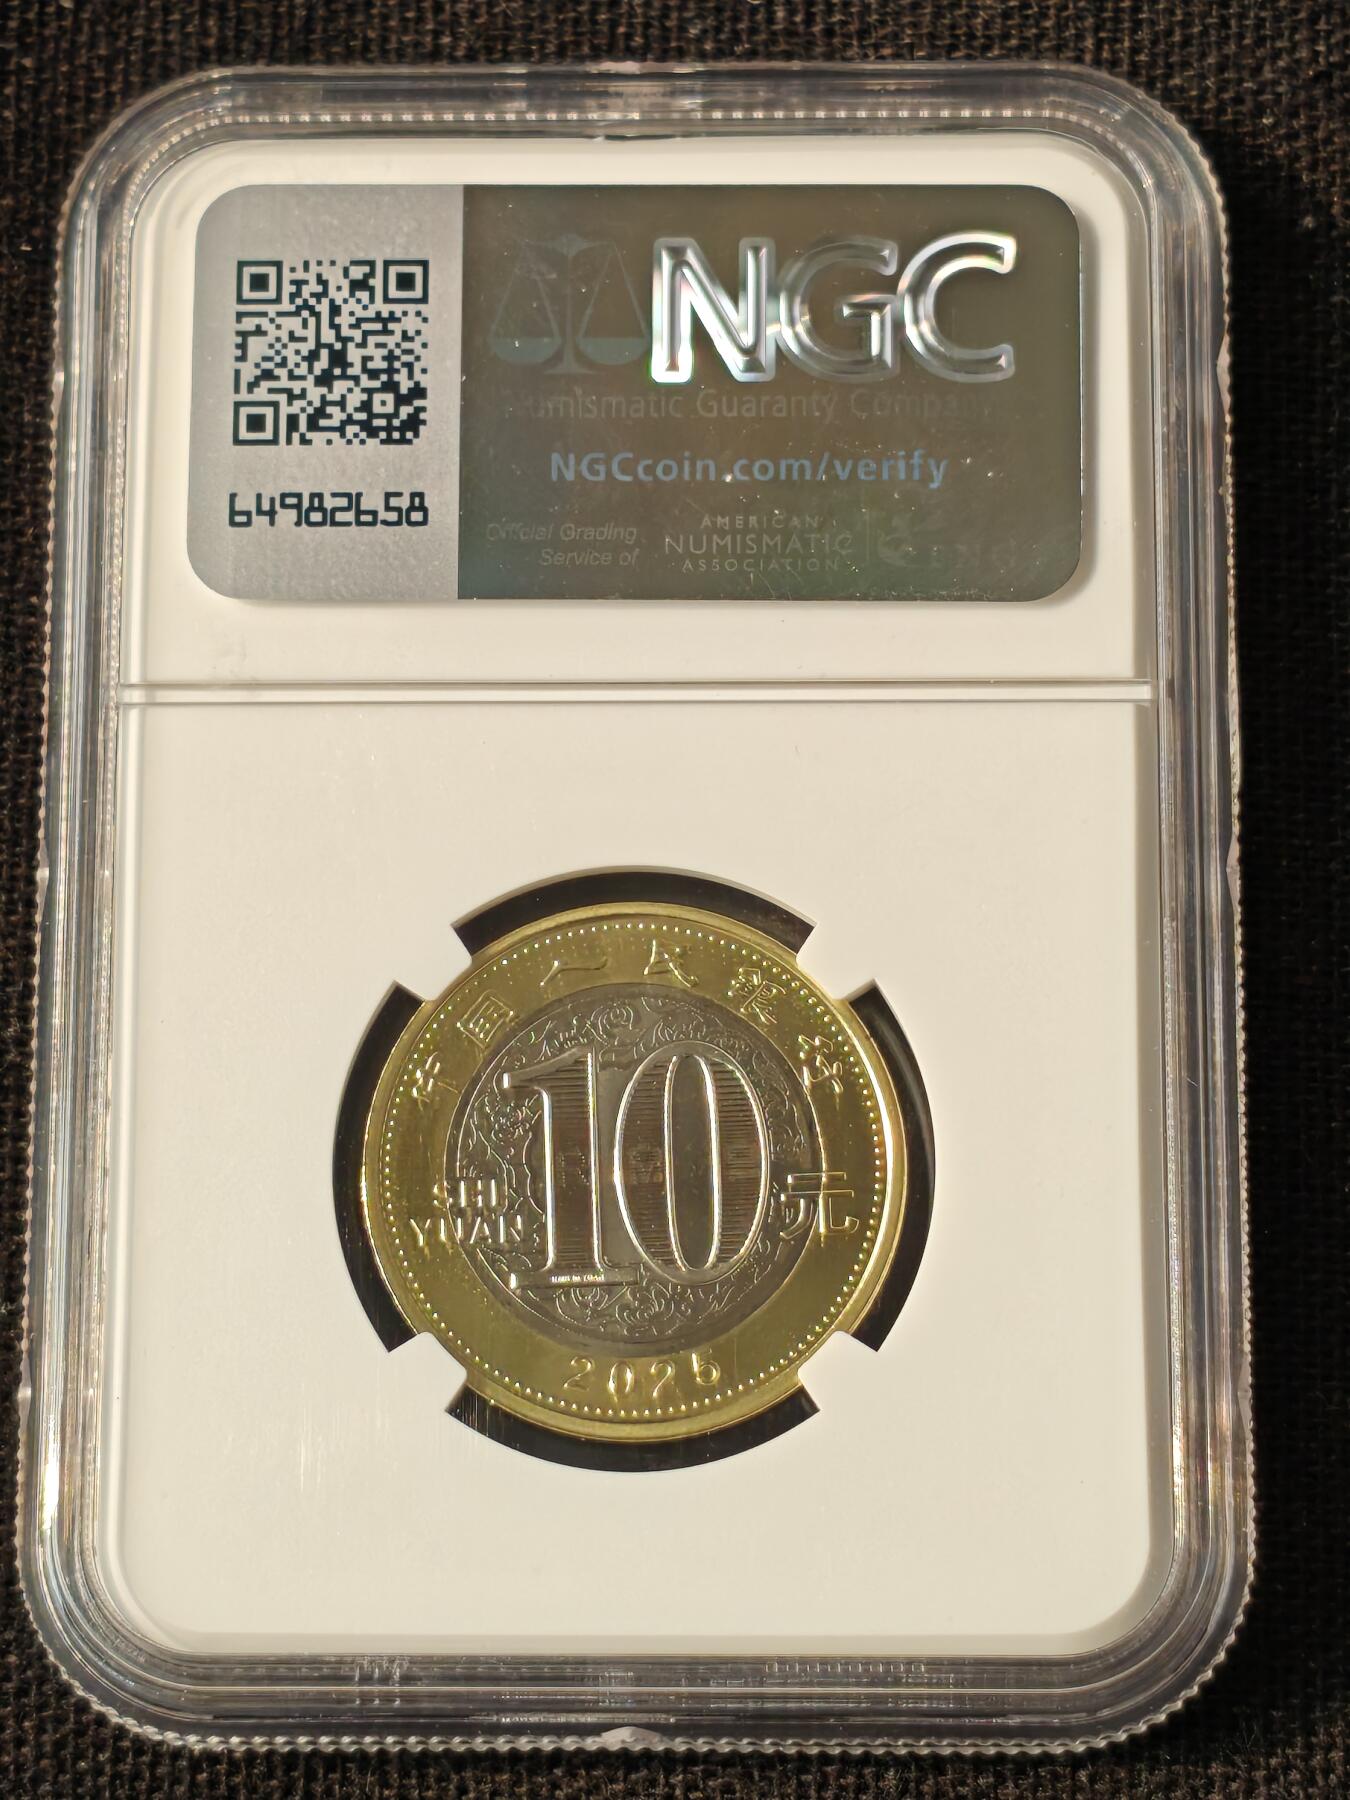 NGC
Numismatic Guaranty Company
NGCcoin.com/verify
64982658
Official Grading
Service of
AMERICAN
NUMISMATIC
ASSOCIATION
中国人民银行
10
元
SHI
YUAN
2025